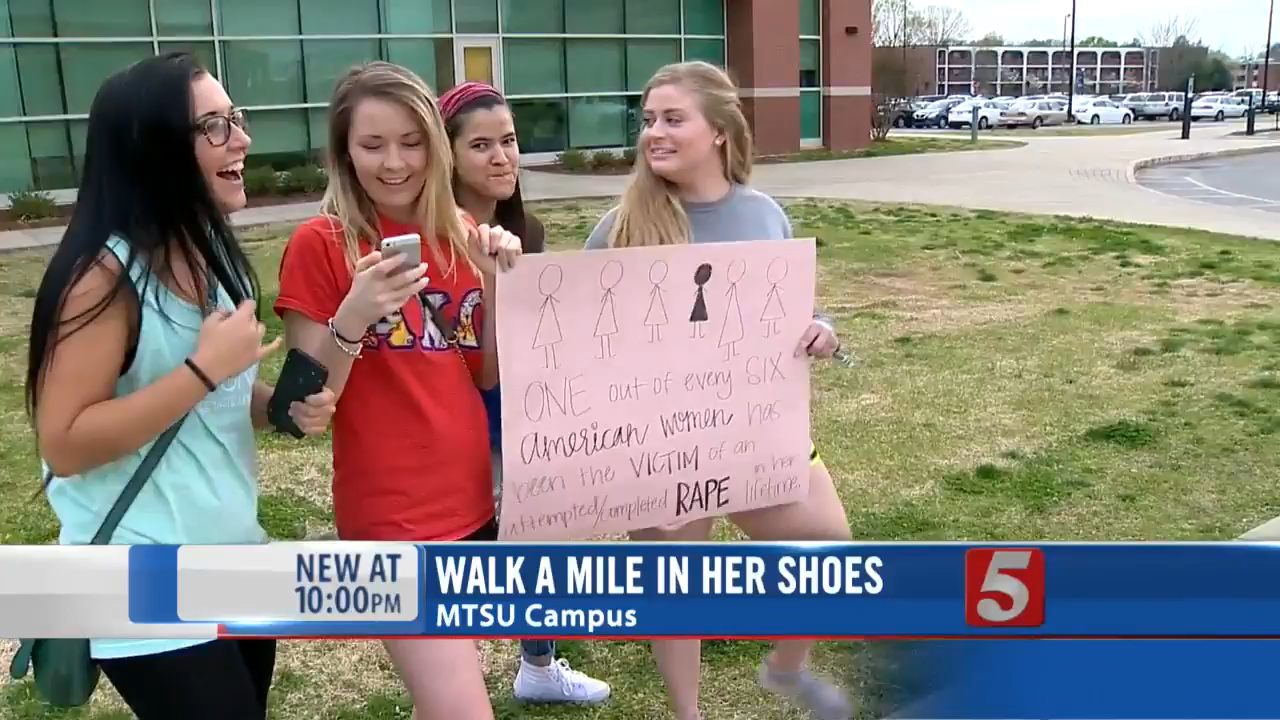 ONE out of every SIX
American women has
been the VICTIM of an
attempted/completed RAPE in her lifetime.
AKΩ
NEW AT
10:00PM
WALK A MILE IN HER SHOES
MTSU Campus
5